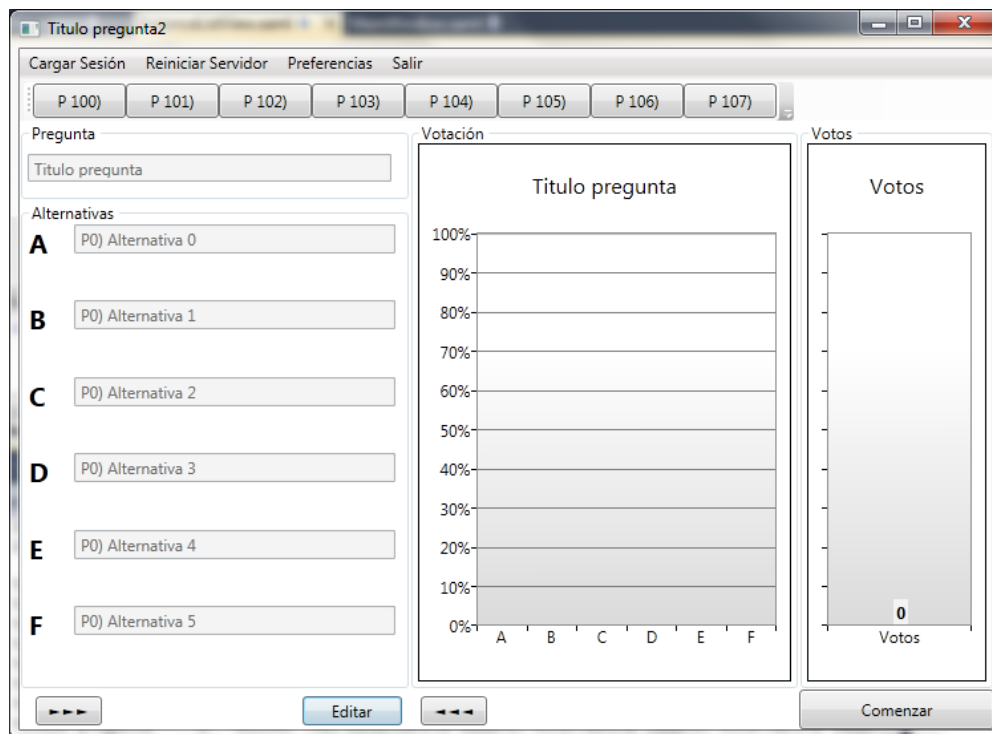 Titulo pregunta2
Cargar Sesión Reiniciar Servidor Preferencias Salir
P 100) P 101) P 102) P 103) P 104) P 105) P 106) P 107)
Pregunta
Titulo pregunta
Alternativas
A P0) Alternativa 0
B P0) Alternativa 1
C P0) Alternativa 2
D P0) Alternativa 3
E P0) Alternativa 4
F P0) Alternativa 5
►►► Editar
Votación
Titulo pregunta
100%
90%
80%
70%
60%
50%
40%
30%
20%
10%
0%
A B C D E F
◄◄◄
Votos
Votos
0
Votos
Comenzar